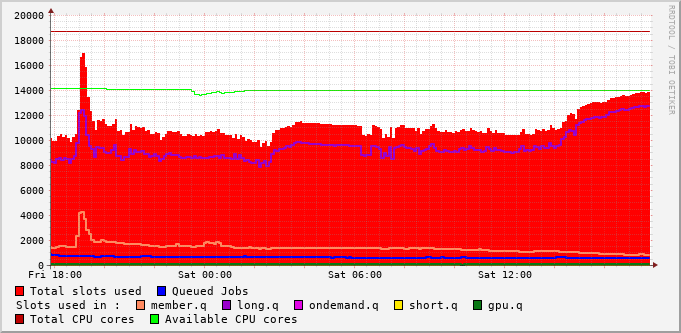 20000
18000
16000
14000
12000
10000
8000
6000
4000
2000
0
Fri 18:00 Sat 00:00 Sat 06:00 Sat 12:00
RRDTOOL / TOBI OETIKER
Total slots used Queued Jobs
Slots used in : member.q long.q ondemand.q short.q gpu.q
Total CPU cores Available CPU cores